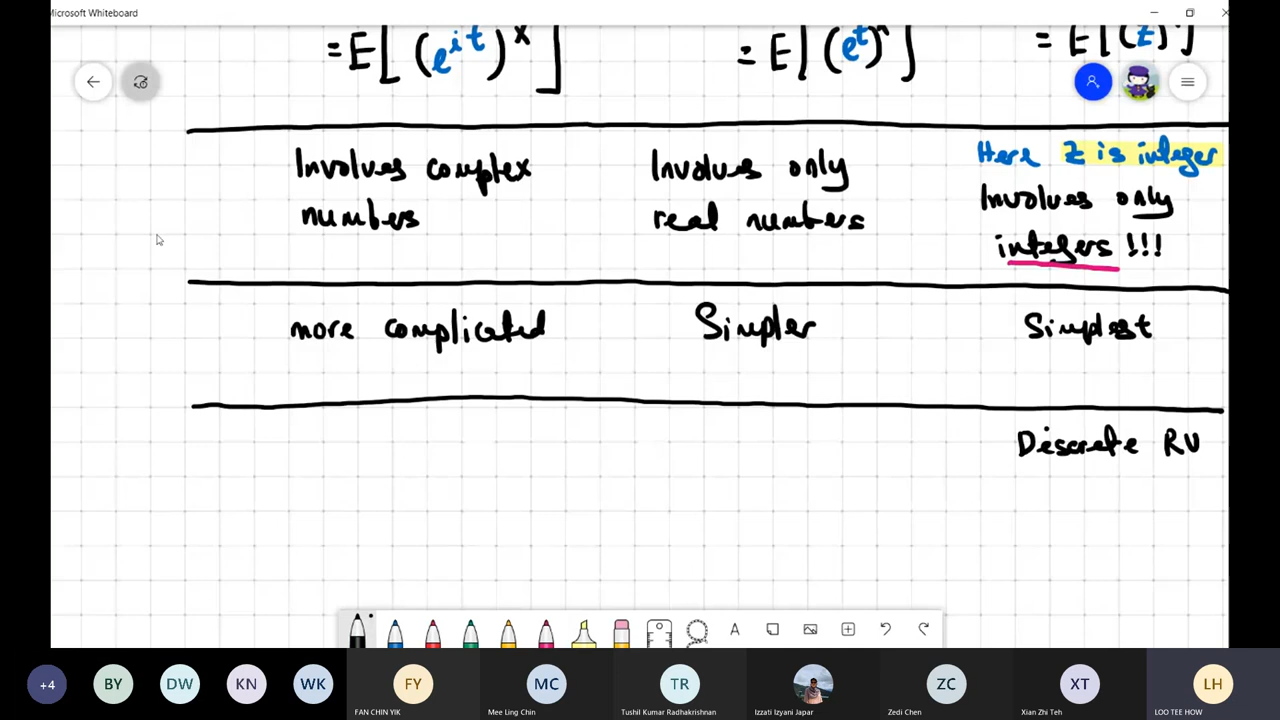 Microsoft Whiteboard
= E[(e^{it})^x]
= E[(e^t)^x]
= E[(z)
Involves complex
numbers
Involves only
real numbers
Here z is integer
Involves only
integers !!!
more complicated
Simpler
Simplest
Discrete RV
A
+4
BY
DW
KN
WK
FY
FAN CHIN YIK
MC
Mee Ling Chin
TR
Tushil Kumar Radhakrishnan
Izzati Izyani Japar
ZC
Zedi Chen
XT
Xian Zhi Teh
LH
LOO TEE HOW